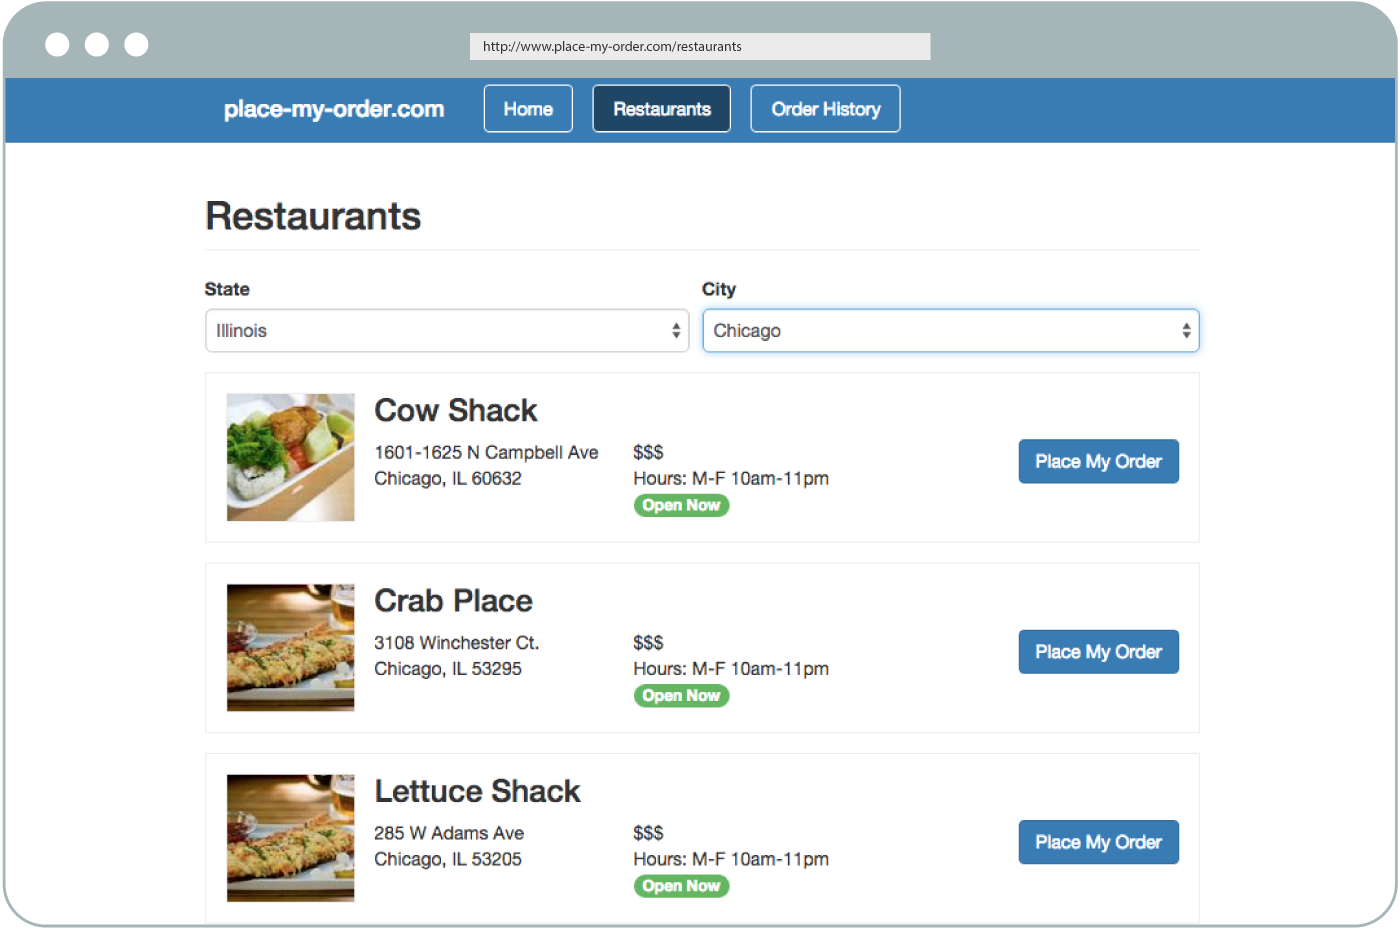 http://www.place-my-order.com/restaurants
place-my-order.com Home Restaurants Order History
Restaurants
State City
Illinois Chicago
Cow Shack
1601-1625 N Campbell Ave $$$
Chicago, IL 60632 Hours: M-F 10am-11pm
Open Now
Place My Order
Crab Place
3108 Winchester Ct. $$$
Chicago, IL 53295 Hours: M-F 10am-11pm
Open Now
Place My Order
Lettuce Shack
285 W Adams Ave $$$
Chicago, IL 53205 Hours: M-F 10am-11pm
Open Now
Place My Order